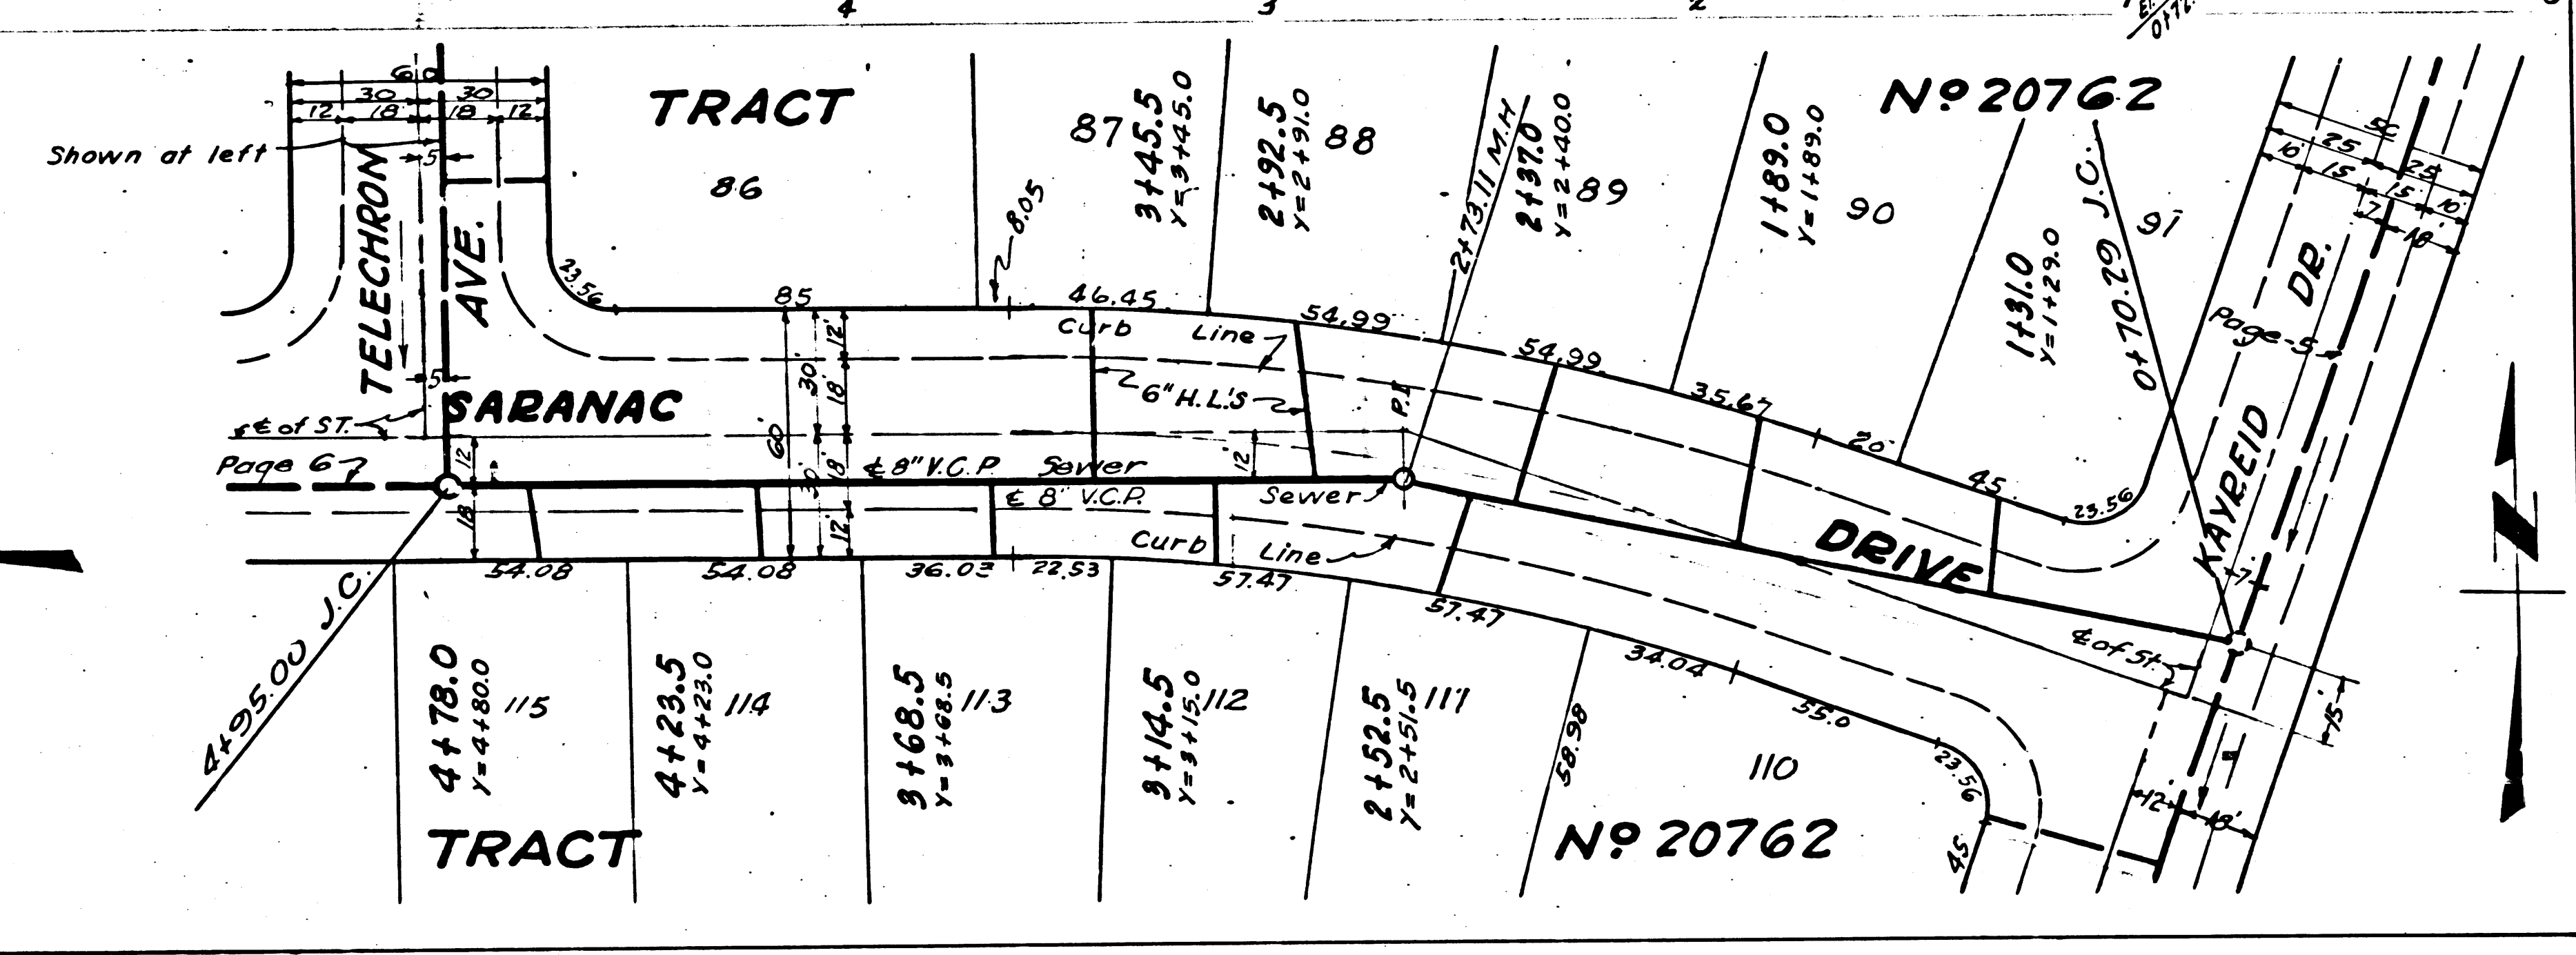 4
3
2
60
30
30
12
18
18
12
Shown at left
5
TELECHRON
AVE.
TRACT
86
23.56
8.05
87
3+45.5
Y=3+45.0
2+92.5
Y=2+91.0
88
2+73.11 M.H
2+37.0
Y=2+40.0
89
1+89.0
Y=1+89.0
90
Nº 20762
1+31.0
Y=1+29.0
0+70.29 J.C.
91
25
25
10'
15
15'
10'
7
18'
DR.
Page-5
KAYREID
85
46.45
54.99
54.99
35.67
20'
45
23.56
Curb Line
6" H.L.'S
P.I.
5
SARANAC
℄ of ST.
Page 6
12
18
60'
30'
30'
12'
18'
18'
12'
℄ 8" V.C.P Sewer
12'
℄ 8" V.C.P. Sewer
Curb Line
DRIVE
7
℄ of St.
15'
54.08
54.08
36.03
22.53
57.47
57.47
34.04
55.0
23.56
45
58.98
4+95.00 J.C.
4+78.0
Y=4+80.0
115
4+23.5
Y=4+23.0
114
3+68.5
Y=3+68.5
113
3+14.5
Y=3+15.0
112
2+52.5
Y=2+51.5
111
110
12'
18'
TRACT
Nº 20762
N